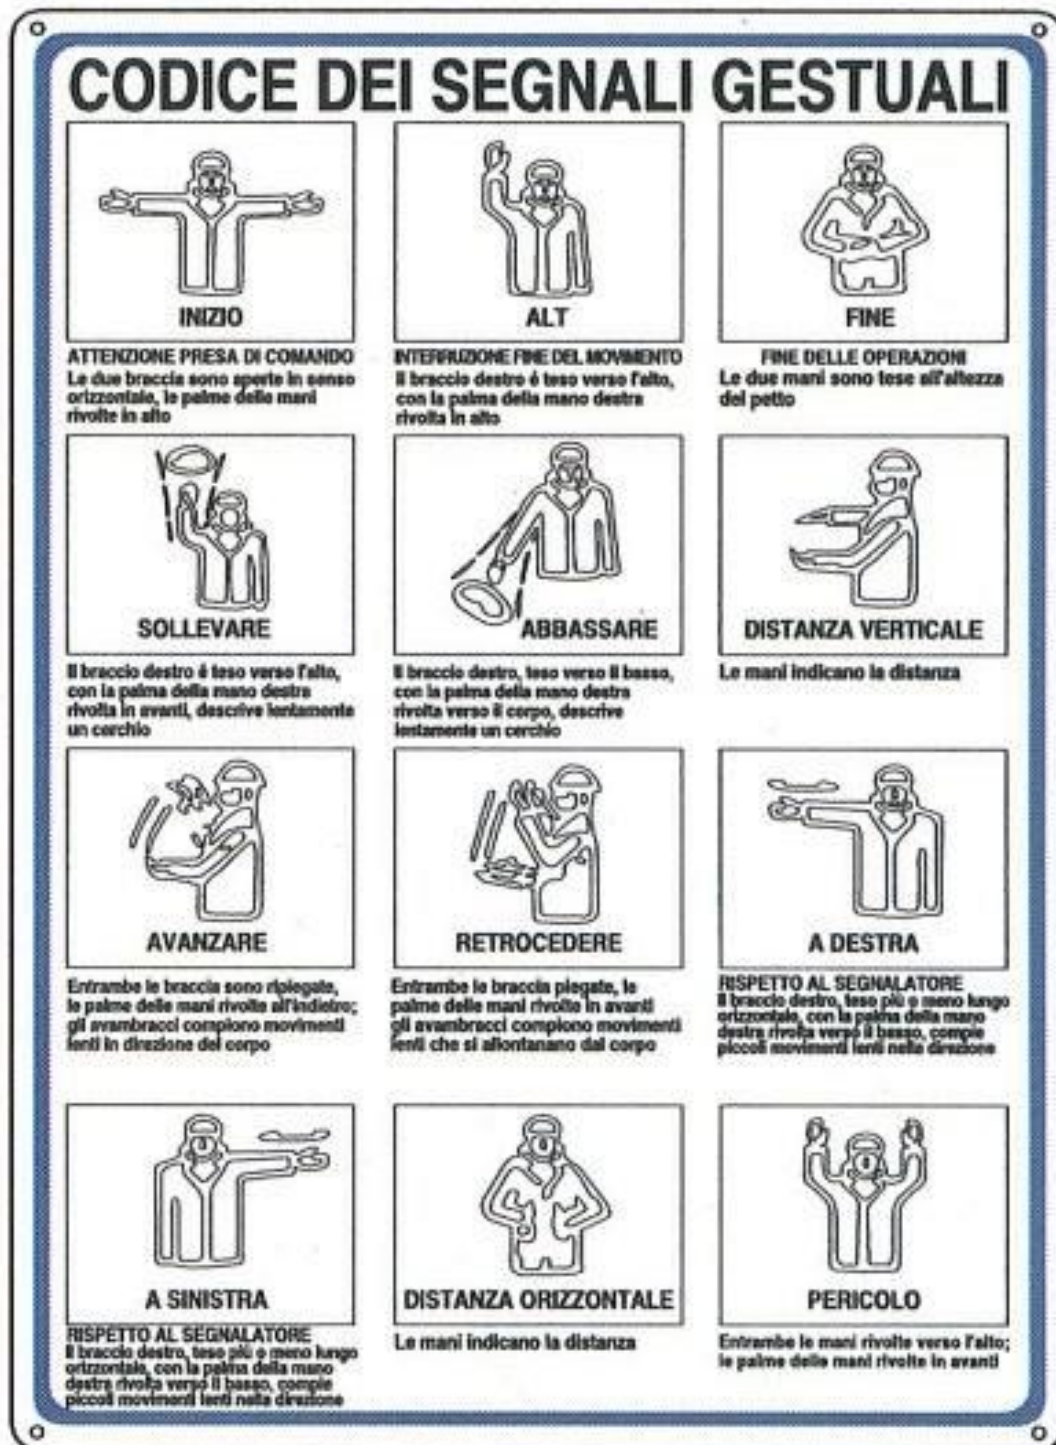 CODICE DEI SEGNALI GESTUALI
INIZIO
ATTENZIONE PRESA DI COMANDO
Le due braccia sono aperte in senso
orizzontale, le palme delle mani
rivolte in alto
ALT
INTERRUZIONE FINE DEL MOVIMENTO
Il braccio destro é teso verso l'alto,
con la palma della mano destra
rivolta in alto
FINE
FINE DELLE OPERAZIONI
Le due mani sono tese all'altezza
del petto
SOLLEVARE
Il braccio destro é teso verso l'alto,
con la palma della mano destra
rivolta in avanti, descrive lentamente
un cerchio
ABBASSARE
Il braccio destro, teso verso il basso,
con la palma della mano destra
rivolta verso il corpo, descrive
lentamente un cerchio
DISTANZA VERTICALE
Le mani indicano la distanza
AVANZARE
Entrambe le braccia sono ripiegate,
le palme delle mani rivolte all'indietro;
gli avambracci compiono movimenti
lenti in direzione del corpo
RETROCEDERE
Entrambe le braccia piegate, le
palme delle mani rivolte in avanti
gli avambracci compiono movimenti
lenti che si allontanano dal corpo
A DESTRA
RISPETTO AL SEGNALATORE
Il braccio destro, teso più o meno lungo
orizzontale, con la palma della mano
destra rivolta verso il basso, compie
piccoli movimenti lenti nella direzione
A SINISTRA
RISPETTO AL SEGNALATORE
Il braccio destro, teso più o meno lungo
orizzontale, con la palma della mano
destra rivolta verso il basso, compie
piccoli movimenti lenti nella direzione
DISTANZA ORIZZONTALE
Le mani indicano la distanza
PERICOLO
Entrambe le mani rivolte verso l'alto;
le palme delle mani rivolte in avanti